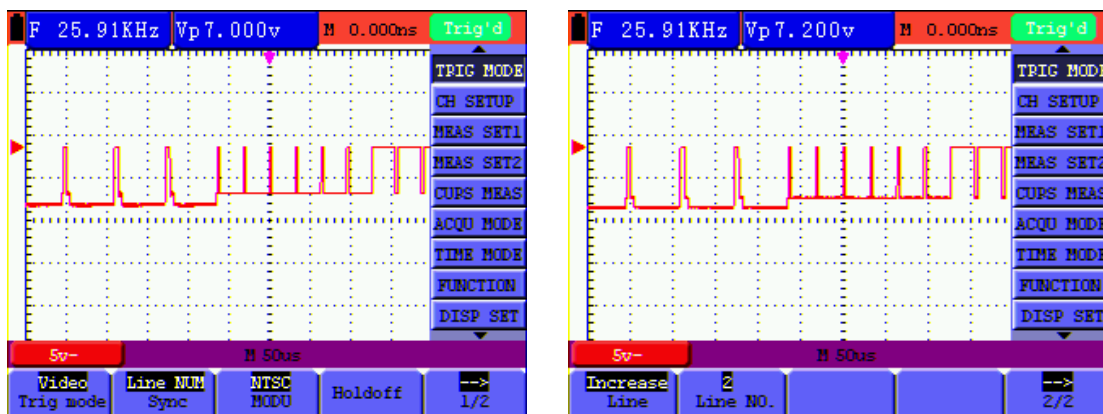 F 25.91KHz Vp7.000v M 0.000ns Trig'd
TRIG MODE
CH SETUP
MEAS SET1
MEAS SET2
CURS MEAS
ACQU MODE
TIME MODE
FUNCTION
DISP SET
5v- M 50us
Video Line NUM NTSC -->
Trig mode Sync MODU Holdoff 1/2
F 25.91KHz Vp7.200v M 0.000ns Trig'd
TRIG MODE
CH SETUP
MEAS SET1
MEAS SET2
CURS MEAS
ACQU MODE
TIME MODE
FUNCTION
DISP SET
5v- M 50us
Increase 2 -->
Line Line NO. 2/2